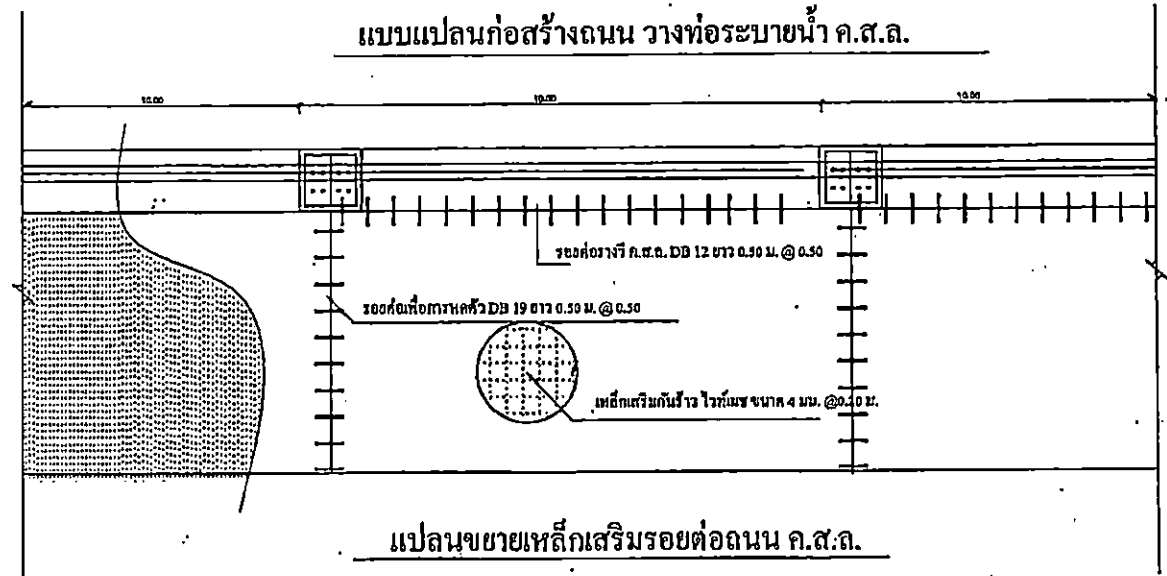 แบบแปลนก่อสร้างถนน วางท่อระบายน้ำ ค.ส.ล.
10.00 10.00 10.00
รอยต่อรางวี ค.ส.ล. DB 12 ยาว 0.50 ม. @ 0.50
รอยต่อเพื่อการหดตัว DB 19 ยาว 0.50 ม. @ 0.50
เหล็กเสริมกันร้าว ไวท์เมช ขนาด 4 มม. @0.20 ม.
แปลนขยายเหล็กเสริมรอยต่อถนน ค.ส.ล.